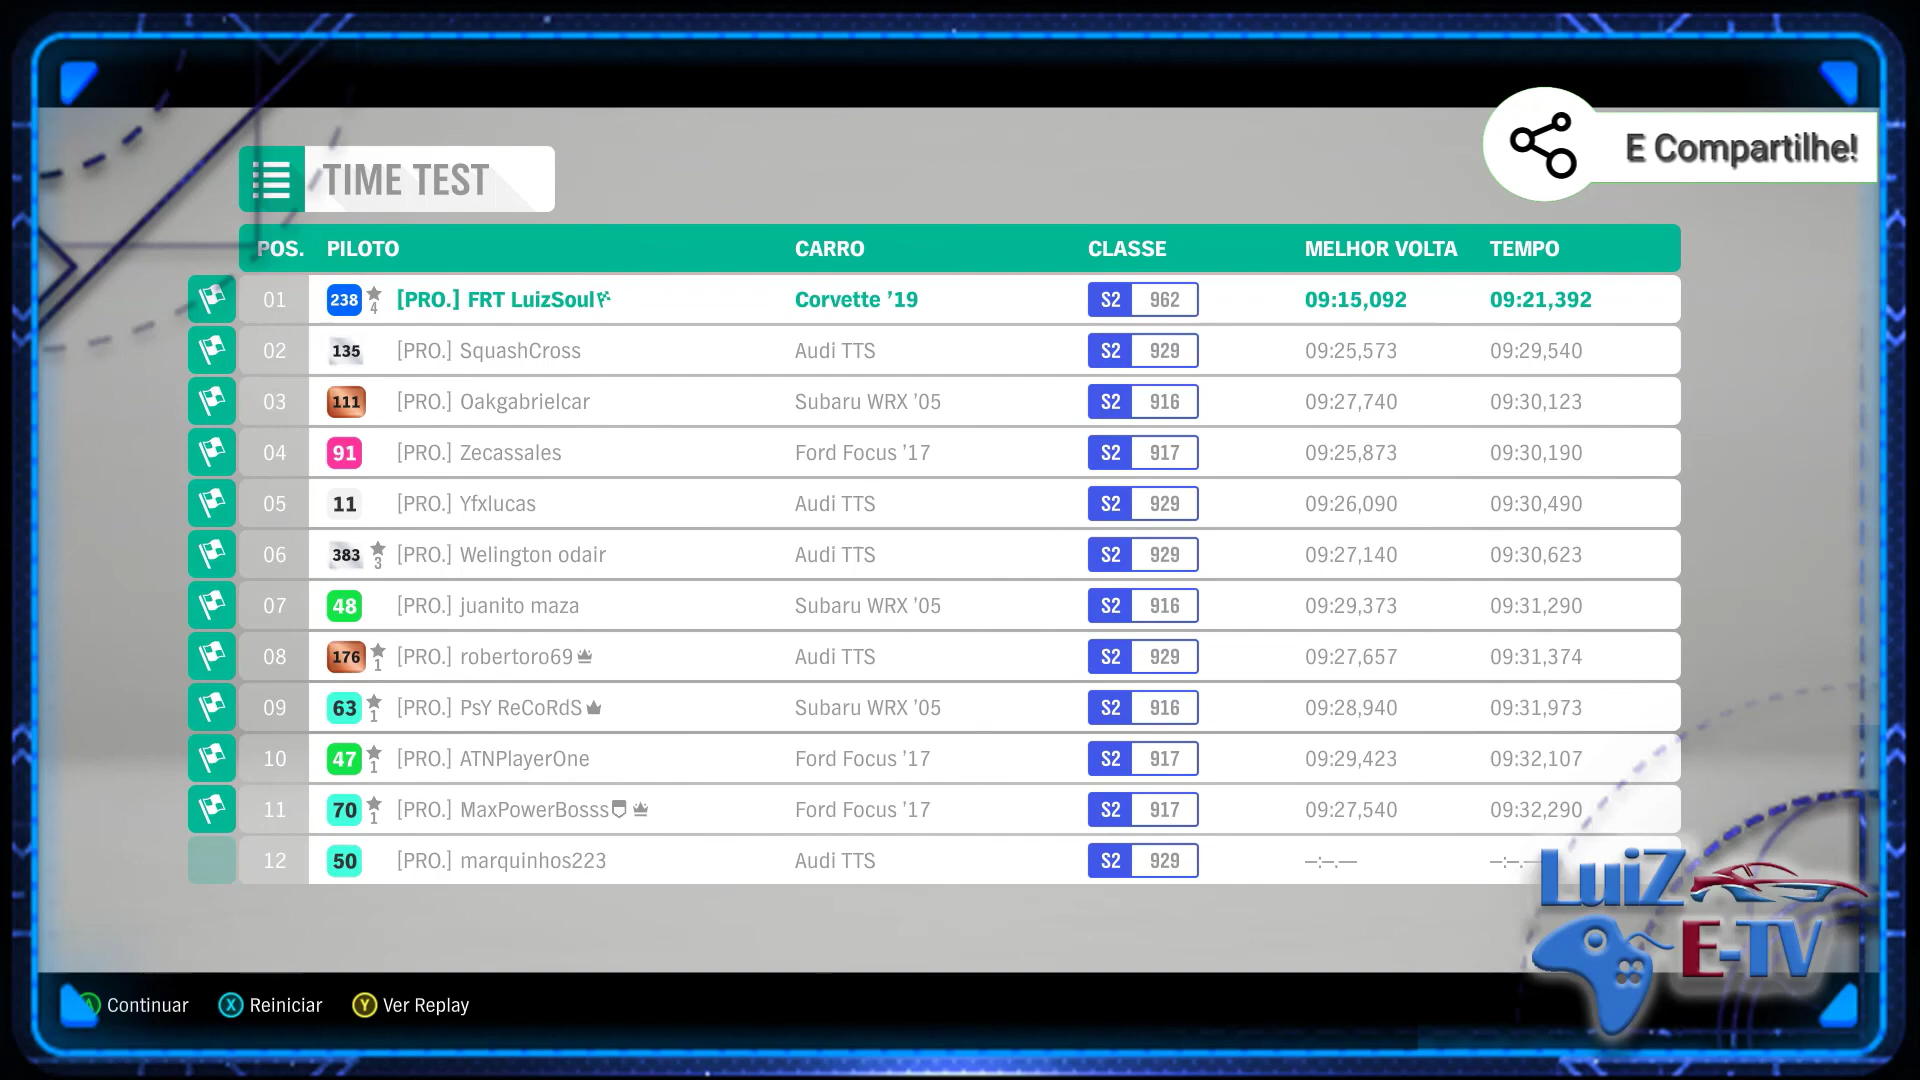 E Compartilhe!
TIME TEST
POS. PILOTO CARRO CLASSE MELHOR VOLTA TEMPO
01 238 4 [PRO.] FRT LuizSoul Corvette ’19 S2 962 09:15,092 09:21,392
02 135 [PRO.] SquashCross Audi TTS S2 929 09:25,573 09:29,540
03 111 [PRO.] Oakgabrielcar Subaru WRX ’05 S2 916 09:27,740 09:30,123
04 91 [PRO.] Zecassales Ford Focus ’17 S2 917 09:25,873 09:30,190
05 11 [PRO.] Yfxlucas Audi TTS S2 929 09:26,090 09:30,490
06 383 3 [PRO.] Welington odair Audi TTS S2 929 09:27,140 09:30,623
07 48 [PRO.] juanito maza Subaru WRX ’05 S2 916 09:29,373 09:31,290
08 176 1 [PRO.] robertoro69 Audi TTS S2 929 09:27,657 09:31,374
09 63 1 [PRO.] PsY ReCoRdS Subaru WRX ’05 S2 916 09:28,940 09:31,973
10 47 1 [PRO.] ATNPlayerOne Ford Focus ’17 S2 917 09:29,423 09:32,107
11 70 1 [PRO.] MaxPowerBosss Ford Focus ’17 S2 917 09:27,540 09:32,290
12 50 [PRO.] marquinhos223 Audi TTS S2 929 –:–.–– –:–.–
LuiZ
E-TV
A Continuar X Reiniciar Y Ver Replay